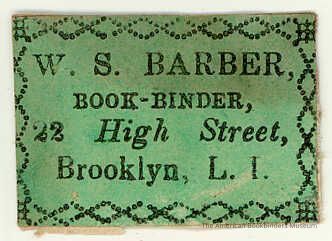 W. S. BARBER,
BOOK-BINDER,
22 High Street,
Brooklyn, L. I.
The American Bookbinders Museum